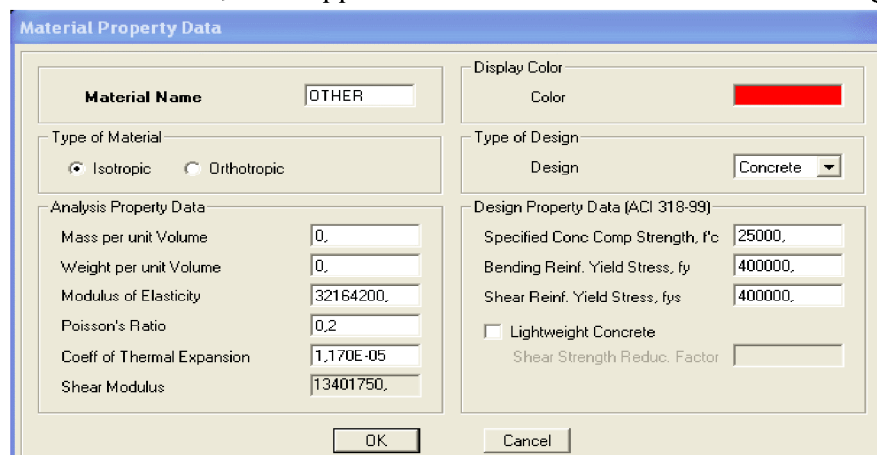 Material Property Data
Material Name OTHER
Display Color
Color
Type of Material
Isotropic Orthotropic
Type of Design
Design Concrete
Analysis Property Data
Mass per unit Volume 0,
Weight per unit Volume 0,
Modulus of Elasticity 32164200,
Poisson's Ratio 0,2
Coeff of Thermal Expansion 1,170E-05
Shear Modulus 13401750,
Design Property Data (ACI 318-99)
Specified Conc Comp Strength, f'c 25000,
Bending Reinf. Yield Stress, fy 400000,
Shear Reinf. Yield Stress, fys 400000,
Lightweight Concrete
Shear Strength Reduc. Factor
OK Cancel